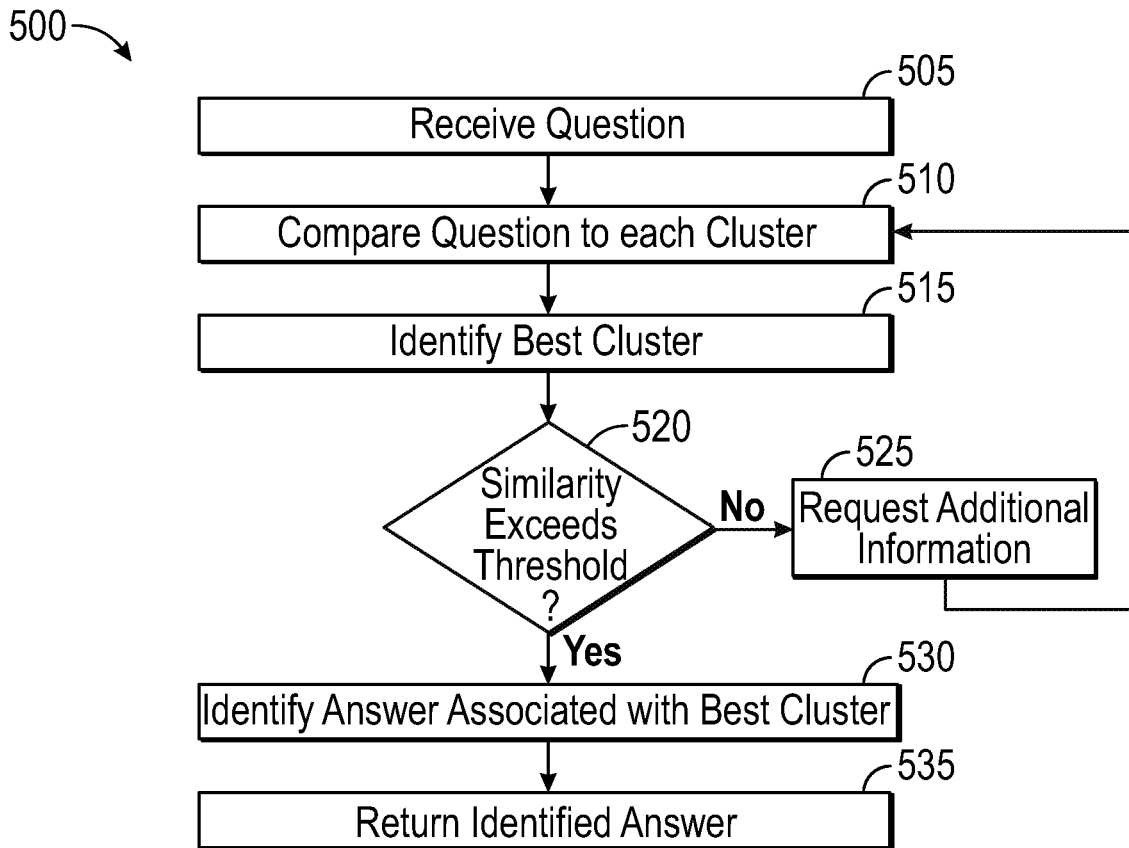 500
505
Receive Question
510
Compare Question to each Cluster
515
Identify Best Cluster
520
Similarity
Exceeds
Threshold
?
No
525
Request Additional
Information
Yes
530
Identify Answer Associated with Best Cluster
535
Return Identified Answer